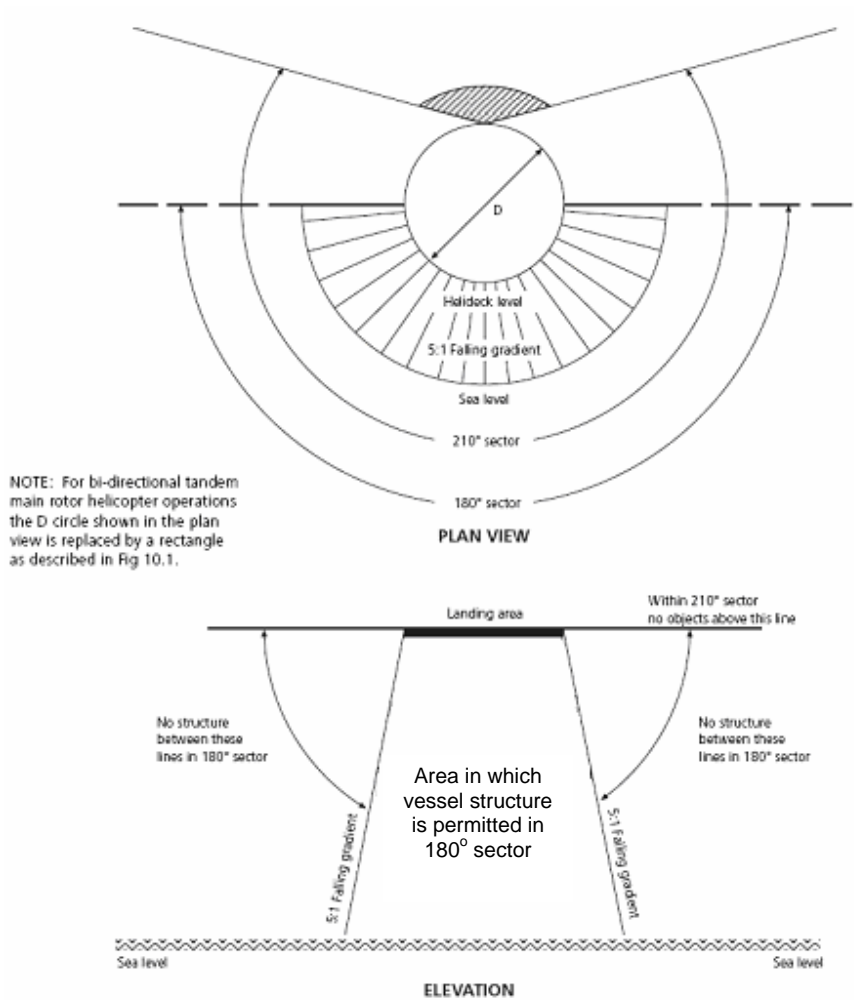 D
Helideck level
5:1 Falling gradient
Sea level
210° sector
180° sector
NOTE: For bi-directional tandem
main rotor helicopter operations
the D circle shown in the plan
view is replaced by a rectangle
as described in Fig 10.1.
PLAN VIEW
Landing area
Within 210° sector
no objects above this line
No structure
between these
lines in 180° sector
No structure
between these
lines in 180° sector
Area in which
vessel structure
is permitted in
180° sector
5:1 Falling gradient
5:1 Falling gradient
Sea level
Sea level
ELEVATION